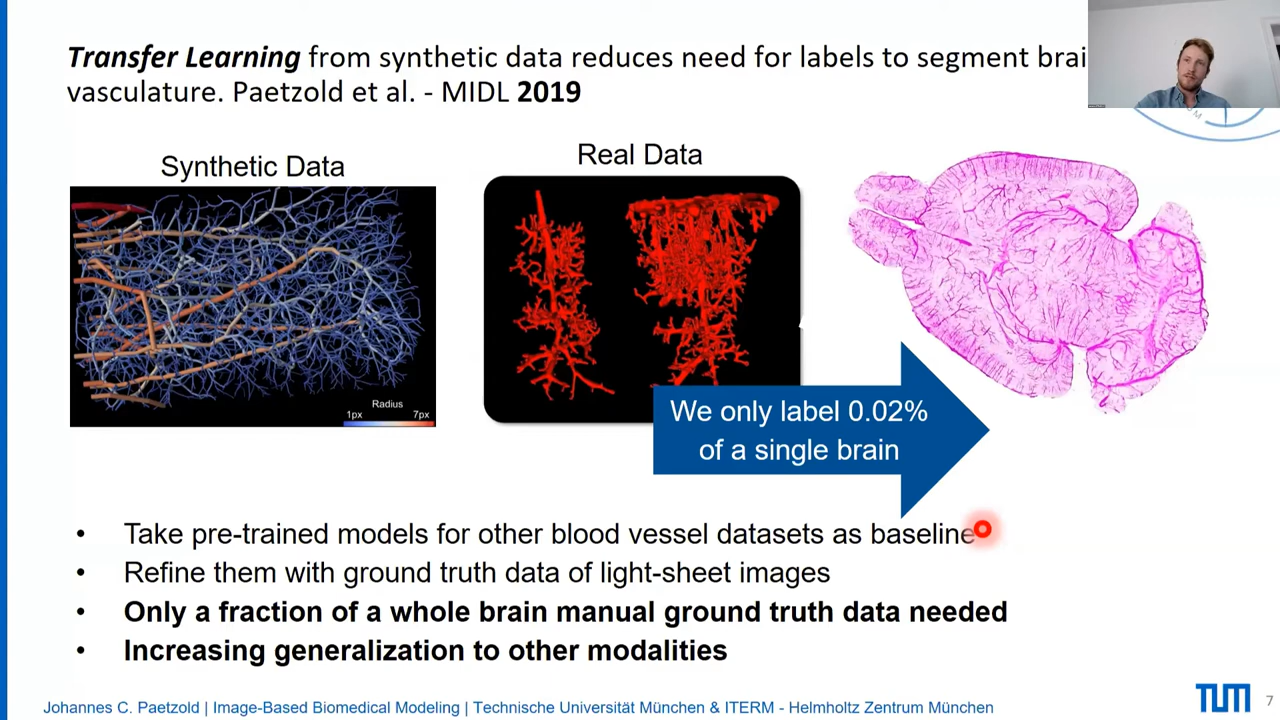 Transfer Learning from synthetic data reduces need for labels to segment brai
vasculature. Paetzold et al. - MIDL 2019
Synthetic Data
Real Data
Radius
1px 7px
We only label 0.02%
of a single brain
• Take pre-trained models for other blood vessel datasets as baseline
• Refine them with ground truth data of light-sheet images
• Only a fraction of a whole brain manual ground truth data needed
• Increasing generalization to other modalities
Johannes C. Paetzold | Image-Based Biomedical Modeling | Technische Universität München & ITERM - Helmholtz Zentrum München
TUM
7